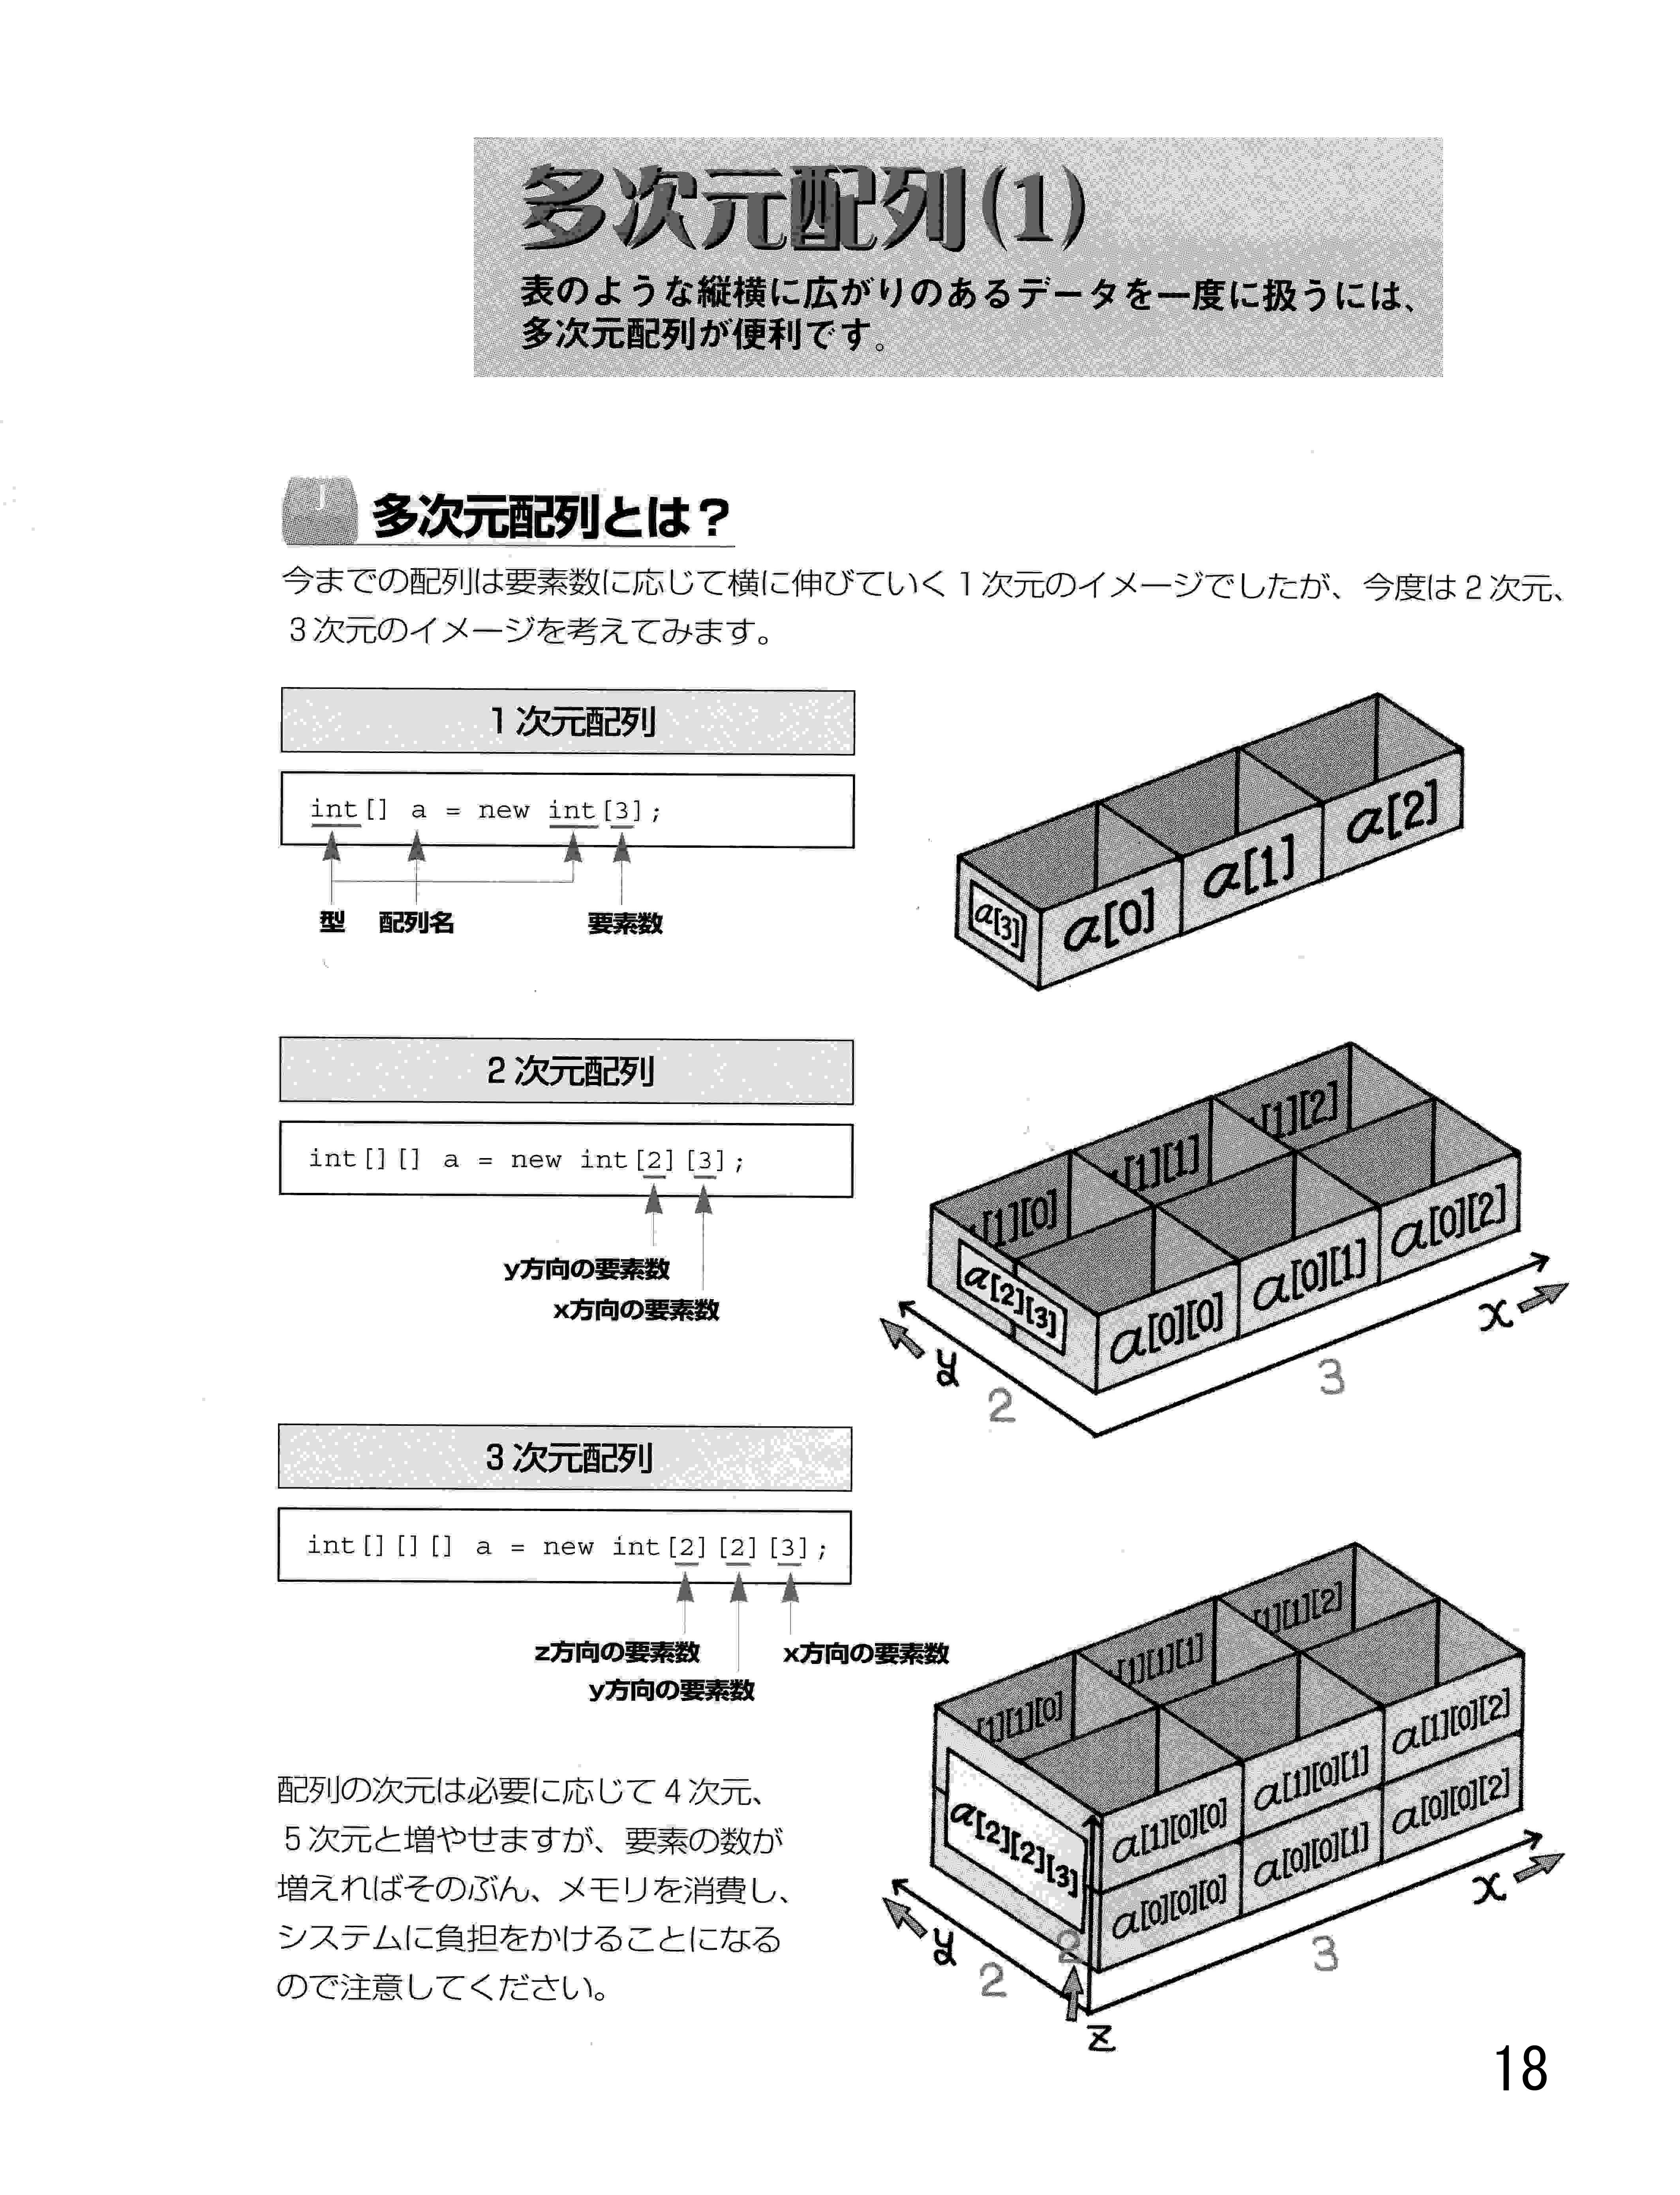 多次元配列(1)
表のような縦横に広がりのあるデータを一度に扱うには、
多次元配列が便利です。
J
多次元配列とは？
今までの配列は要素数に応じて横に伸びていく1次元のイメージでしたが、今度は2次元、
3次元のイメージを考えてみます。
1次元配列
int[] a = new int[3];
型 配列名 要素数
a[3] a[0] a[1] a[2]
2次元配列
int[][] a = new int[2][3];
y方向の要素数
x方向の要素数
[1][0] [1][1] [1][2]
a[2][3] a[0][0] a[0][1] a[0][2]
y 2 3 x
3次元配列
int[][][] a = new int[2][2][3];
z方向の要素数 x方向の要素数
y方向の要素数
[1][1][0] [1][1][1] [1][1][2]
a[2][2][3] a[1][0][0] a[1][0][1] a[1][0][2]
a[0][0][0] a[0][0][1] a[0][0][2]
y 2 2 z 3 x
配列の次元は必要に応じて4次元、
5次元と増やせますが、要素の数が
増えればそのぶん、メモリを消費し、
システムに負担をかけることになる
ので注意してください。
18